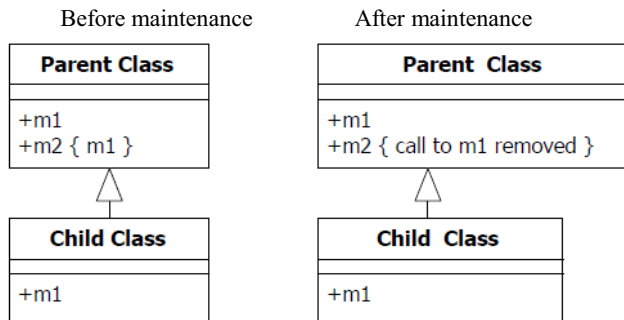 Before maintenance
After maintenance
Parent Class
+m1
+m2 { m1 }
Child Class
+m1
Parent Class
+m1
+m2 { call to m1 removed }
Child Class
+m1